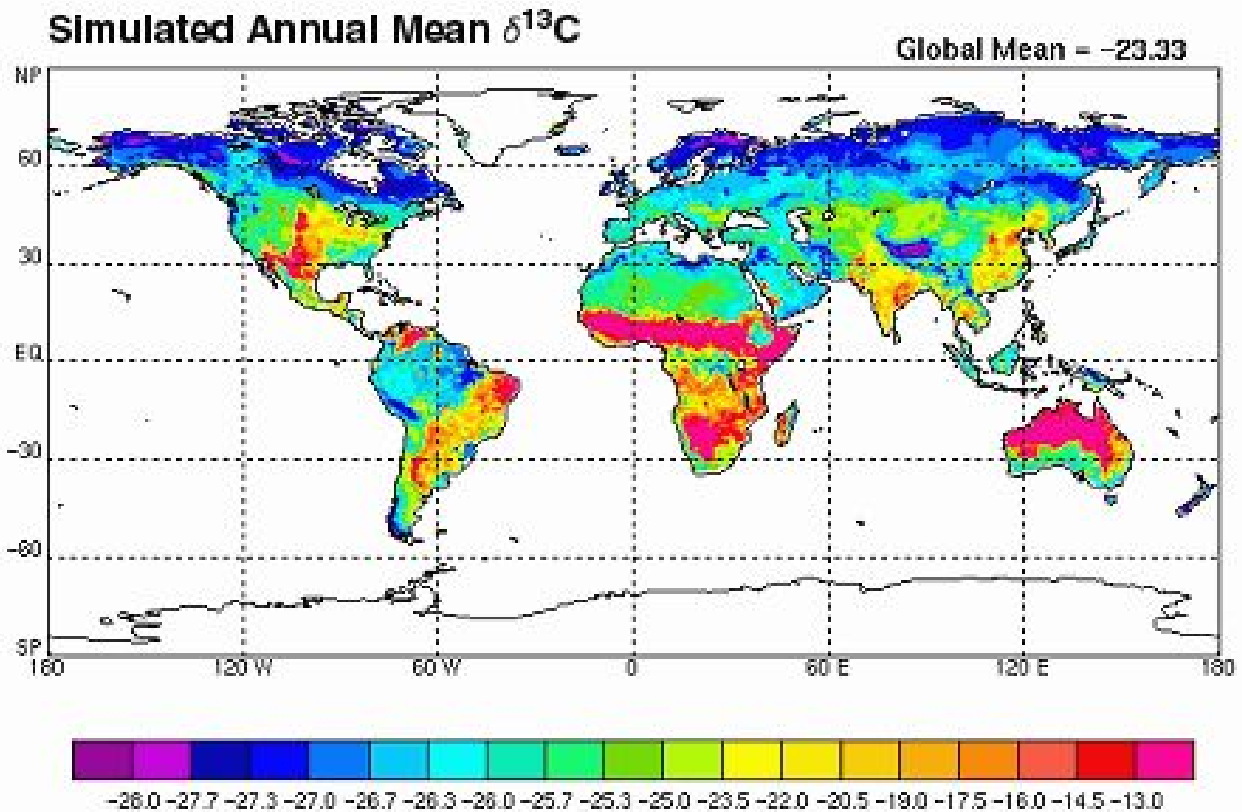 Simulated Annual Mean δ¹³C
Global Mean = -23.33
NP
60
30
EQ
-30
-60
SP
180 120 W 60 W 0 60 E 120 E 180
-28.0 -27.7 -27.3 -27.0 -26.7 -26.3 -26.0 -25.7 -25.3 -25.0 -23.5 -22.0 -20.5 -19.0 -17.5 -16.0 -14.5 -13.0